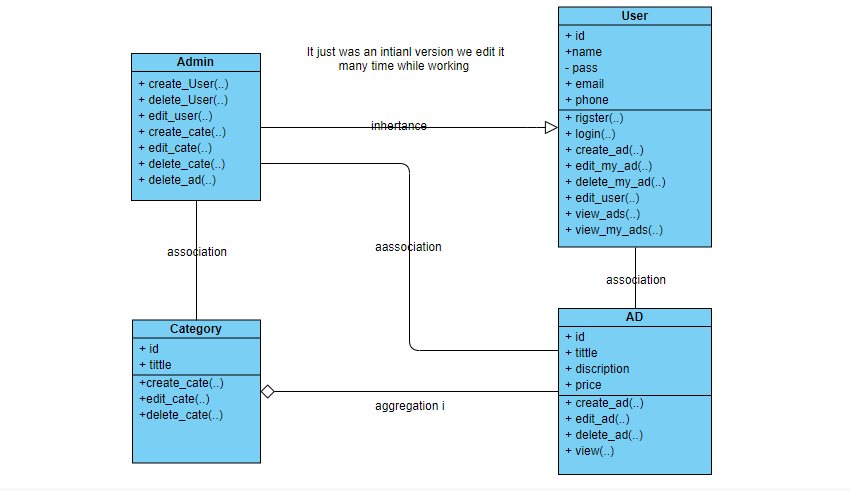 It just was an intianl version we edit it
many time while working
Admin
+ create_User(..)
+ delete_User(..)
+ edit_user(..)
+ create_cate(..)
+ edit_cate(..)
+ delete_cate(..)
+ delete_ad(..)
User
+ id
+name
- pass
+ email
+ phone
+ rigster(..)
+ login(..)
+ create_ad(..)
+ edit_my_ad(..)
+ delete_my_ad(..)
+ edit_user(..)
+ view_ads(..)
+ view_my_ads(..)
inhertance
association
aassociation
association
Category
+ id
+ tittle
+create_cate(..)
+edit_cate(..)
+delete_cate(..)
aggregation i
AD
+ id
+ tittle
+ discription
+ price
+ create_ad(..)
+ edit_ad(..)
+ delete_ad(..)
+ view(..)